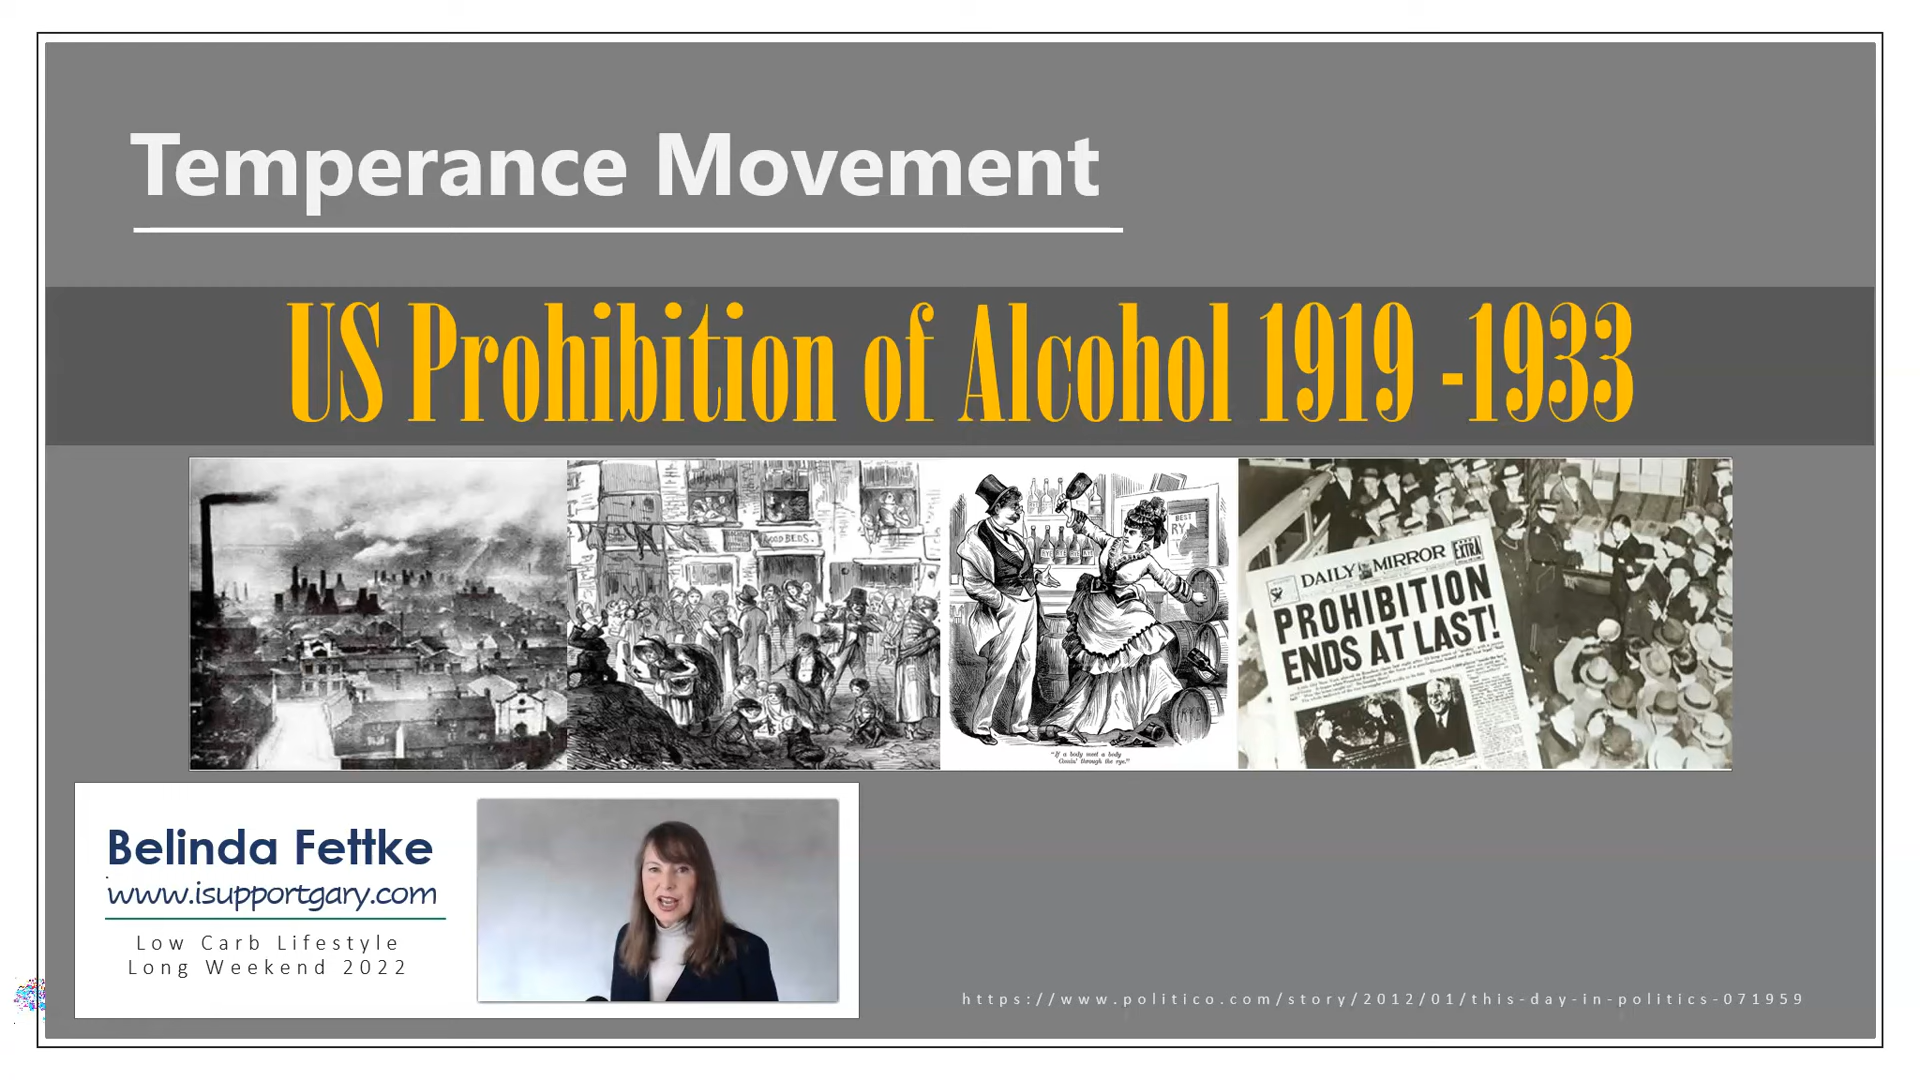 Temperance Movement
US Prohibition of Alcohol 1919 -1933
GOOD BEDS.
BEST
RY
"If a body meet a body
Comin' through the rye."
DAILY MIRROR
EXTRA
PROHIBITION
ENDS AT LAST!
Belinda Fettke
www.isupportgary.com
Low Carb Lifestyle
Long Weekend 2022
https://www.politico.com/story/2012/01/this-day-in-politics-071959